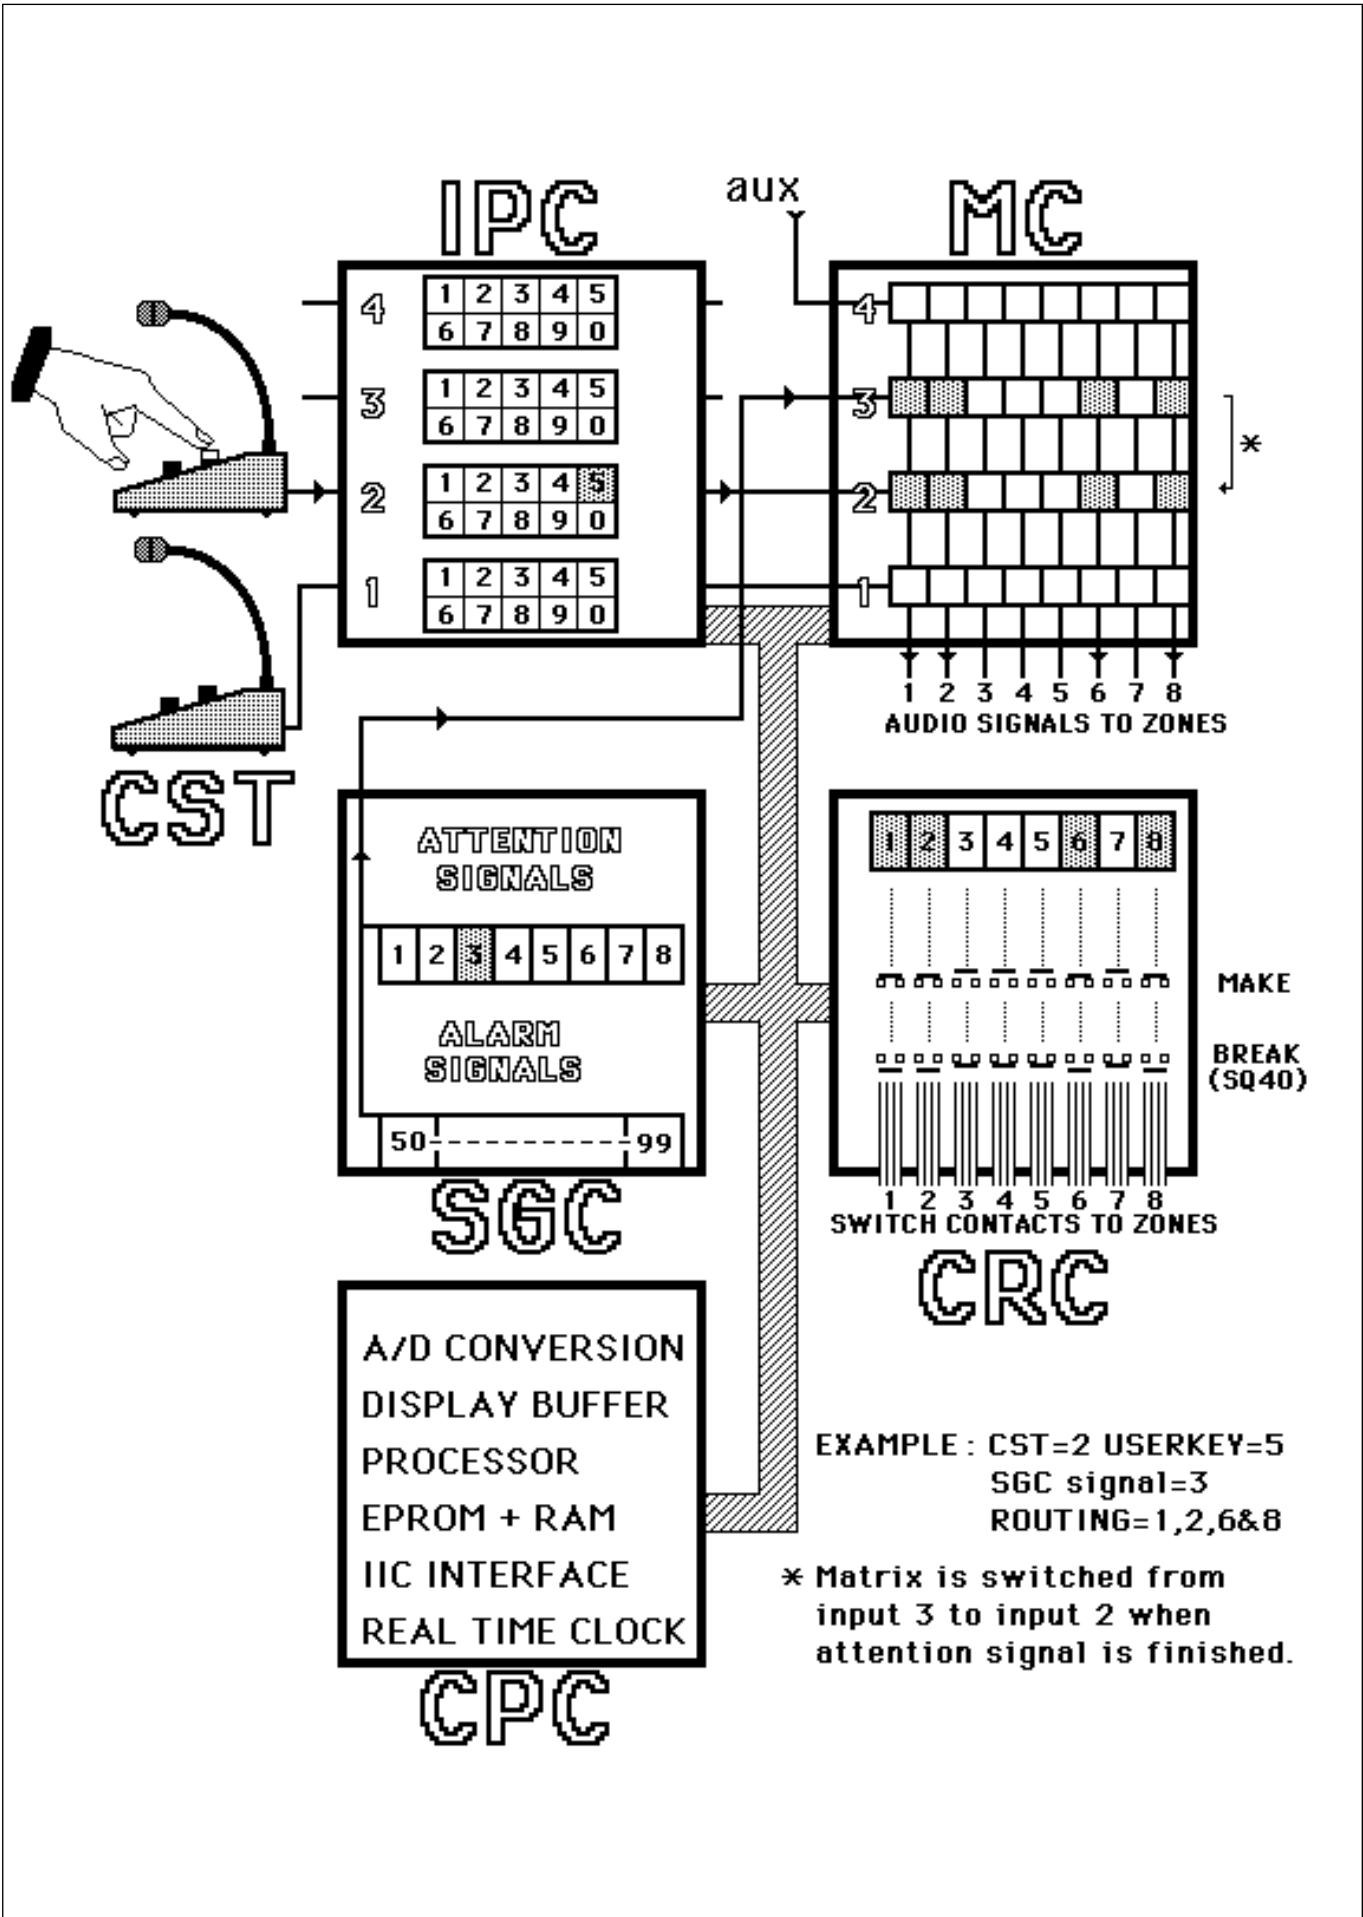 IPC
aux
MC
4
1 2 3 4 5
6 7 8 9 0
4
3
1 2 3 4 5
6 7 8 9 0
3
*
2
1 2 3 4 5
6 7 8 9 0
2
1
1 2 3 4 5
6 7 8 9 0
1
1 2 3 4 5 6 7 8
AUDIO SIGNALS TO ZONES
CST
ATTENTION
SIGNALS
1 2 3 4 5 6 7 8
ALARM
SIGNALS
50 - - - - - - - - - - 99
SGC
1 2 3 4 5 6 7 8
MAKE
BREAK
(SQ40)
1 2 3 4 5 6 7 8
SWITCH CONTACTS TO ZONES
CRC
A/D CONVERSION
DISPLAY BUFFER
PROCESSOR
EPROM + RAM
IIC INTERFACE
REAL TIME CLOCK
CPC
EXAMPLE : CST=2 USERKEY=5
SGC signal=3
ROUTING=1,2,6&8
* Matrix is switched from
input 3 to input 2 when
attention signal is finished.